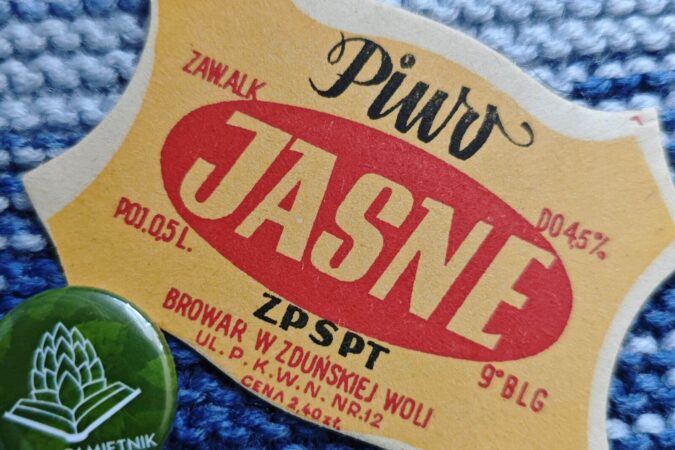 Piwo
ZAW.ALK
DO 4,5%
JASNE
POJ. 0,5 L.
9° BLG
ZPSPT
BROWAR W ZDUŃSKIEJ WOLI
UL. P. K. W. N. NR. 12
CENA 2,40 zł.